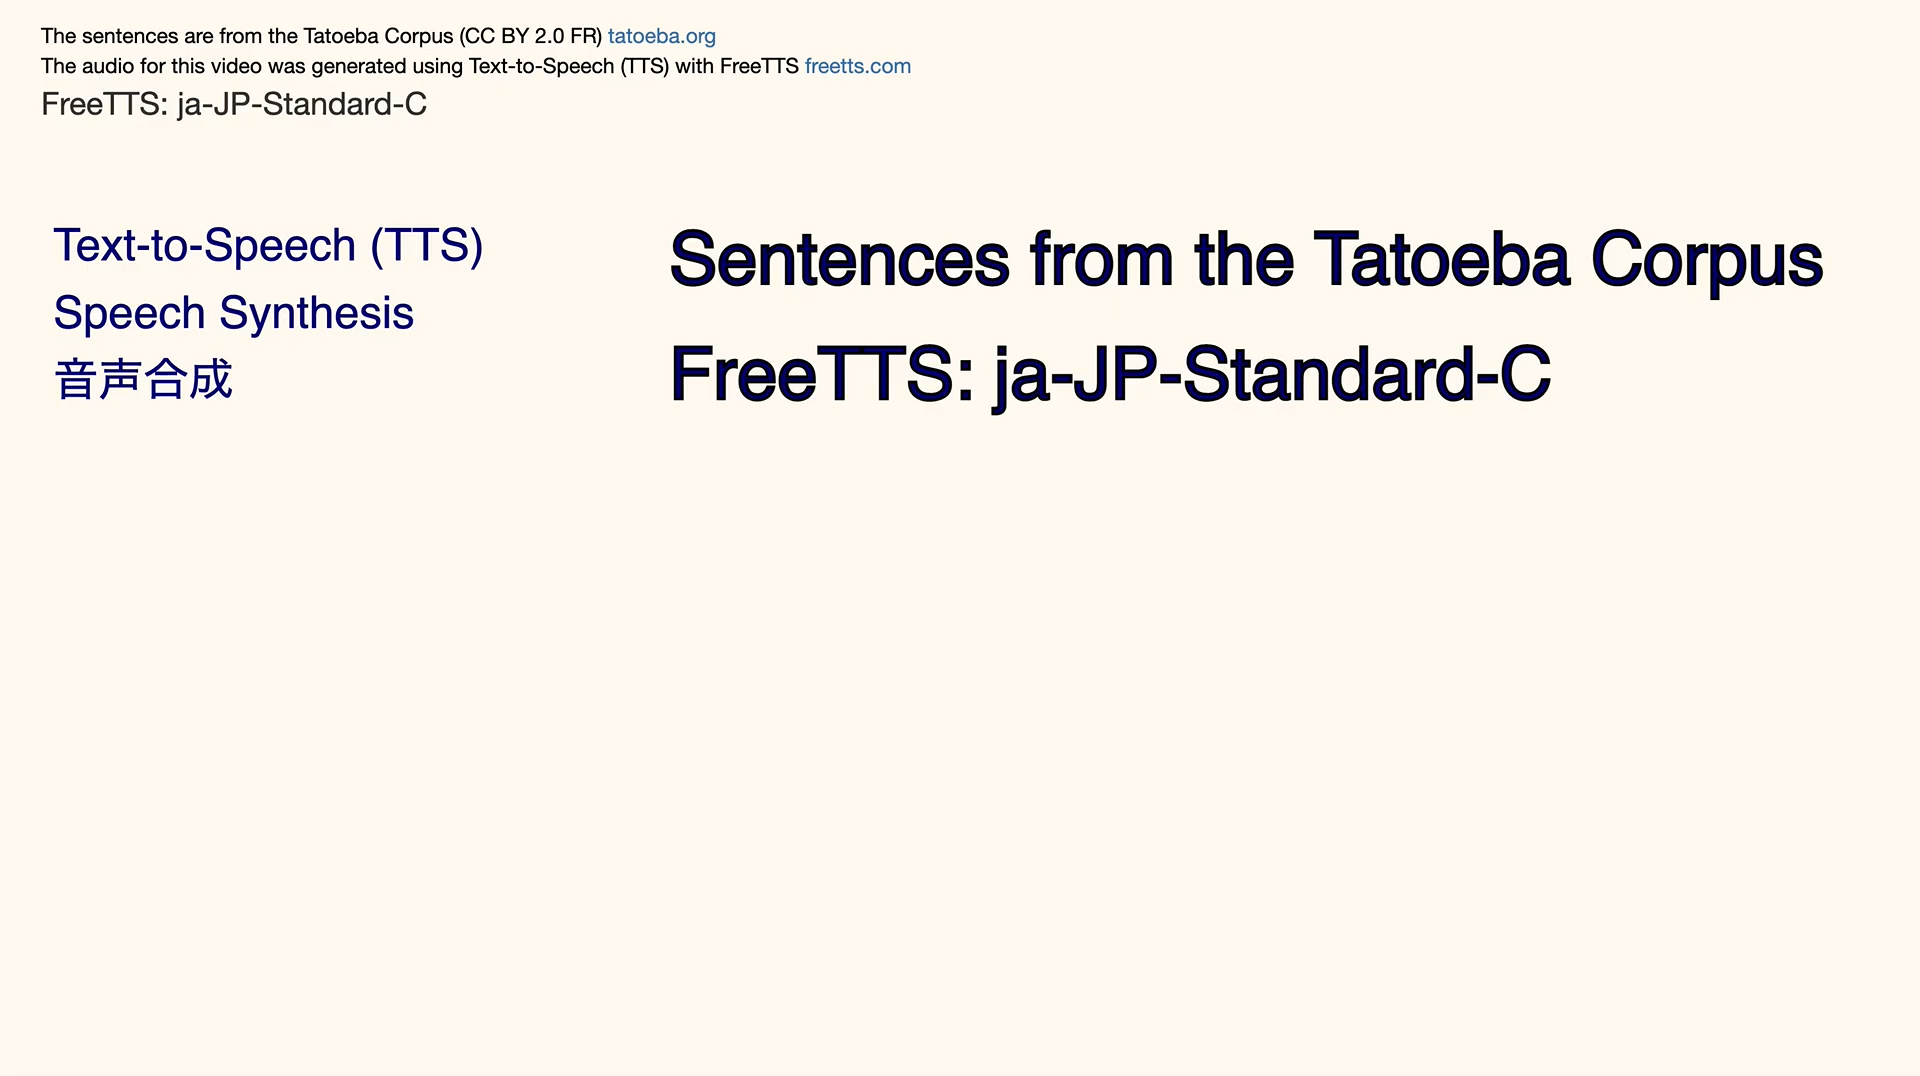 The sentences are from the Tatoeba Corpus (CC BY 2.0 FR) tatoeba.org
The audio for this video was generated using Text-to-Speech (TTS) with FreeTTS freetts.com
FreeTTS: ja-JP-Standard-C
Text-to-Speech (TTS)
Speech Synthesis
音声合成
Sentences from the Tatoeba Corpus
FreeTTS: ja-JP-Standard-C